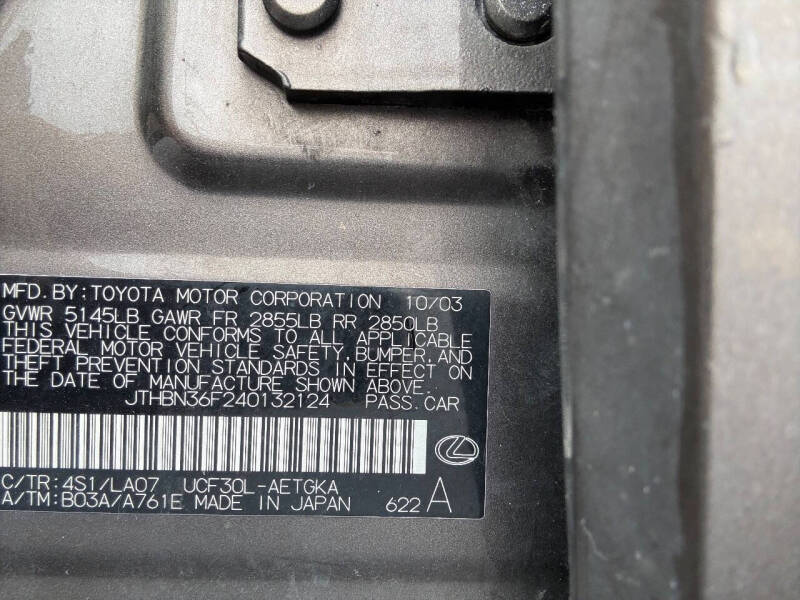 MFD.BY:TOYOTA MOTOR CORPORATION 10/03
GVWR 5145LB GAWR FR 2855LB RR 2850LB
THIS VEHICLE CONFORMS TO ALL APPLICABLE
FEDERAL MOTOR VEHICLE SAFETY,BUMPER,AND
THEFT PREVENTION STANDARDS IN EFFECT ON
THE DATE OF MANUFACTURE SHOWN ABOVE.
JTHBN36F240132124 PASS.CAR
C/TR:4S1/LA07 UCF30L-AETGKA
A/TM:B03A/A761E MADE IN JAPAN 622 A